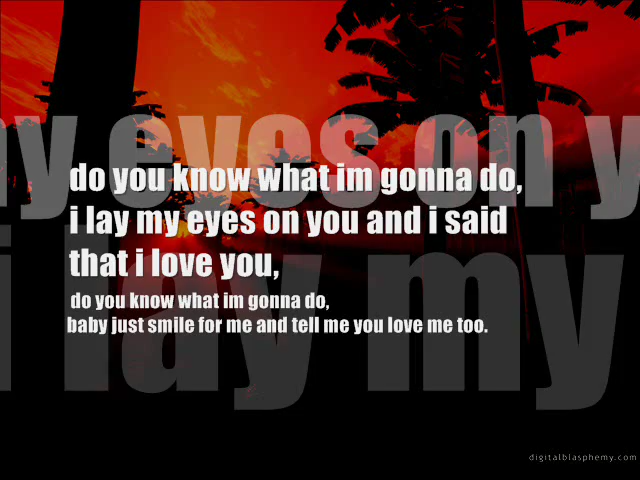 my eyes on y
do you know what im gonna do,
i lay my eyes on you and i said
that i love you,
i lay my
do you know what im gonna do,
baby just smile for me and tell me you love me too.
digitalblasphemy.com